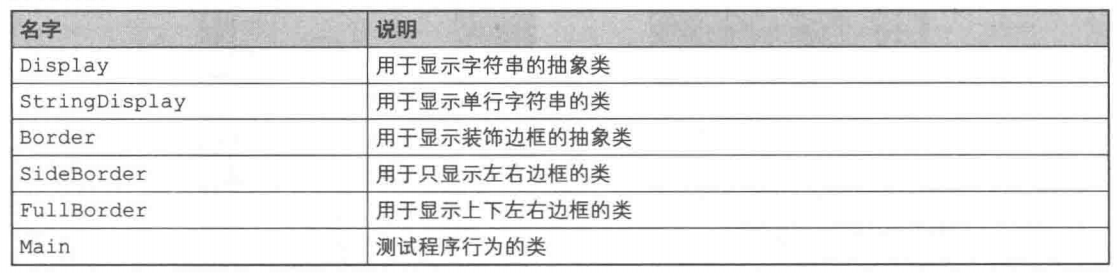 名字 说明
Display 用于显示字符串的抽象类
StringDisplay 用于显示单行字符串的类
Border 用于显示装饰边框的抽象类
SideBorder 用于只显示左右边框的类
FullBorder 用于显示上下左右边框的类
Main 测试程序行为的类